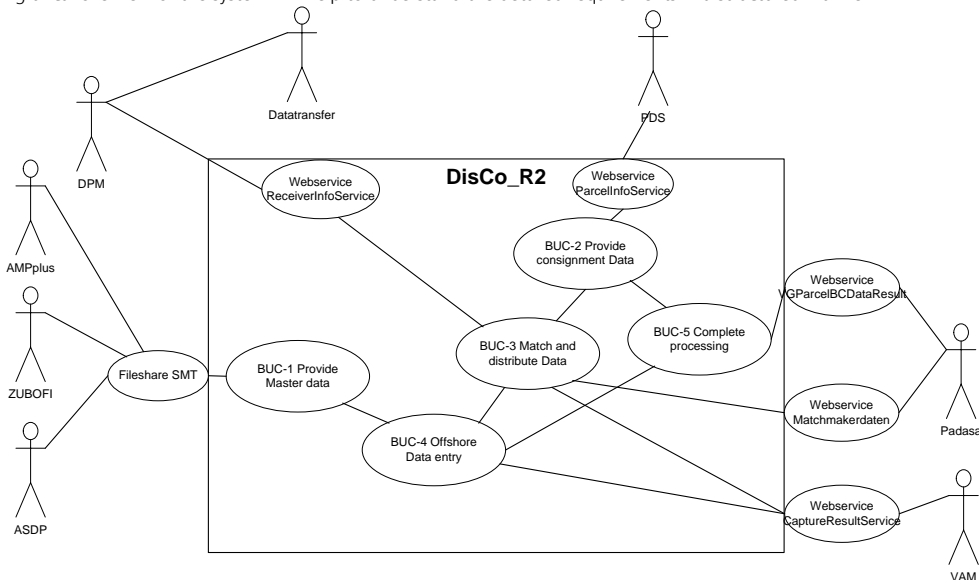 Datatransfer
PDS
DPM
DisCo_R2
Webservice
ReceiverInfoService
Webservice
ParcelInfoService
AMPplus
BUC-2 Provide
consignment Data
Webservice
VGParcelBCDataResult
BUC-3 Match and
distribute Data
BUC-5 Complete
processing
ZUBOFI
Fileshare SMT
BUC-1 Provide
Master data
Webservice
Matchmakerdaten
Padasa
BUC-4 Offshore
Data entry
ASDP
Webservice
CaptureResultService
VAM